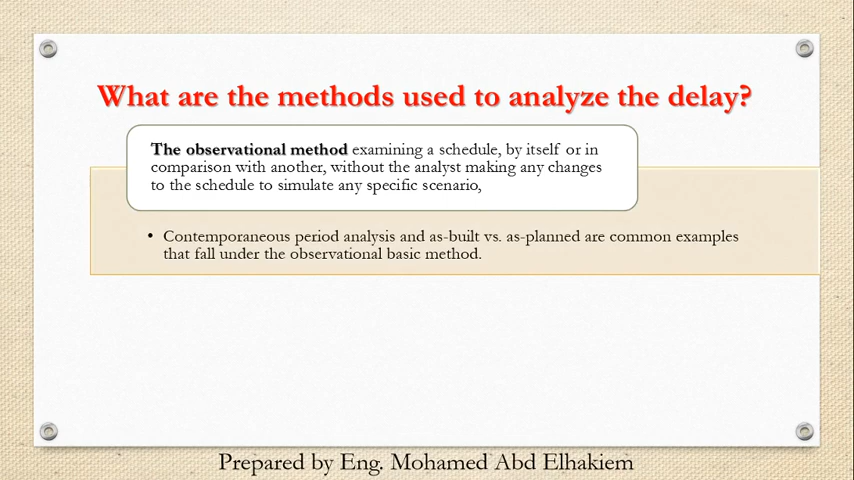 What are the methods used to analyze the delay?
The observational method examining a schedule, by itself or in
comparison with another, without the analyst making any changes
to the schedule to simulate any specific scenario,
• Contemporaneous period analysis and as-built vs. as-planned are common examples
that fall under the observational basic method.
Prepared by Eng. Mohamed Abd Elhakiem